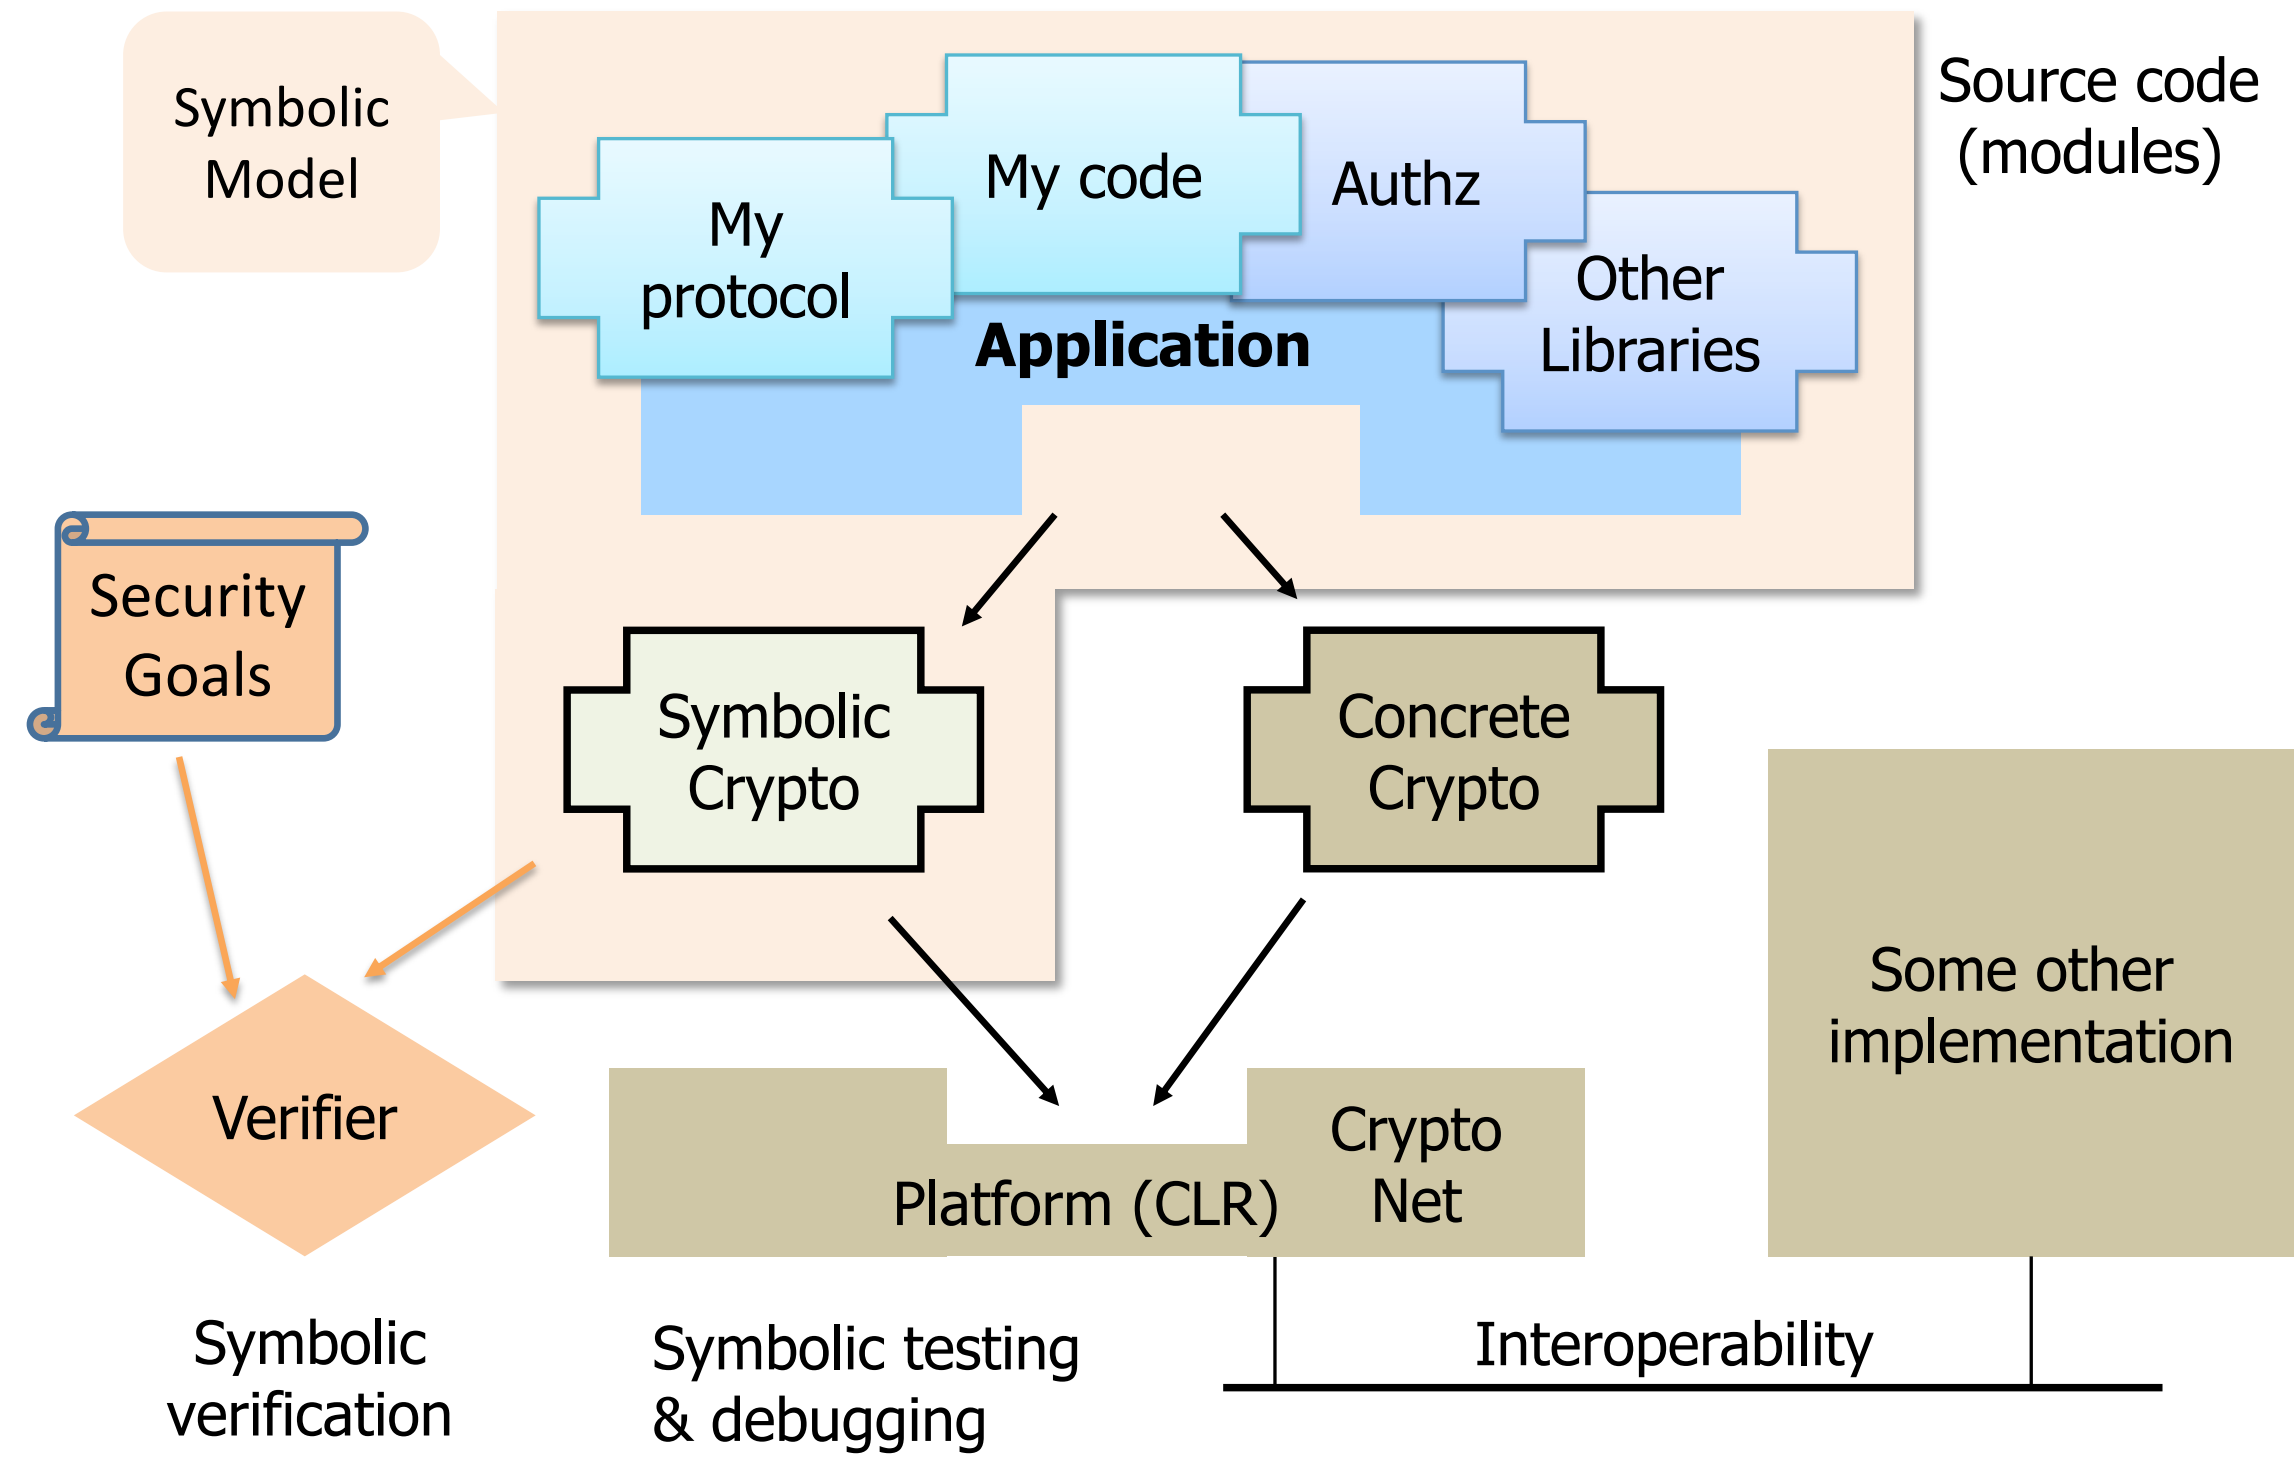 Symbolic
Model
Source code
(modules)
My code
Authz
My
protocol
Other
Libraries
Application
Security
Goals
Symbolic
Crypto
Concrete
Crypto
Some other
implementation
Verifier
Crypto
Net
Platform (CLR)
Symbolic
verification
Symbolic testing
& debugging
Interoperability